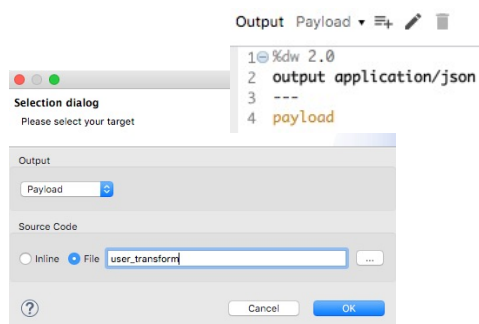 Output Payload
1 %dw 2.0
2 output application/json
3 ---
4 payload
Selection dialog
Please select your target
Output
Payload
Source Code
Inline File user_transform ...
? Cancel OK